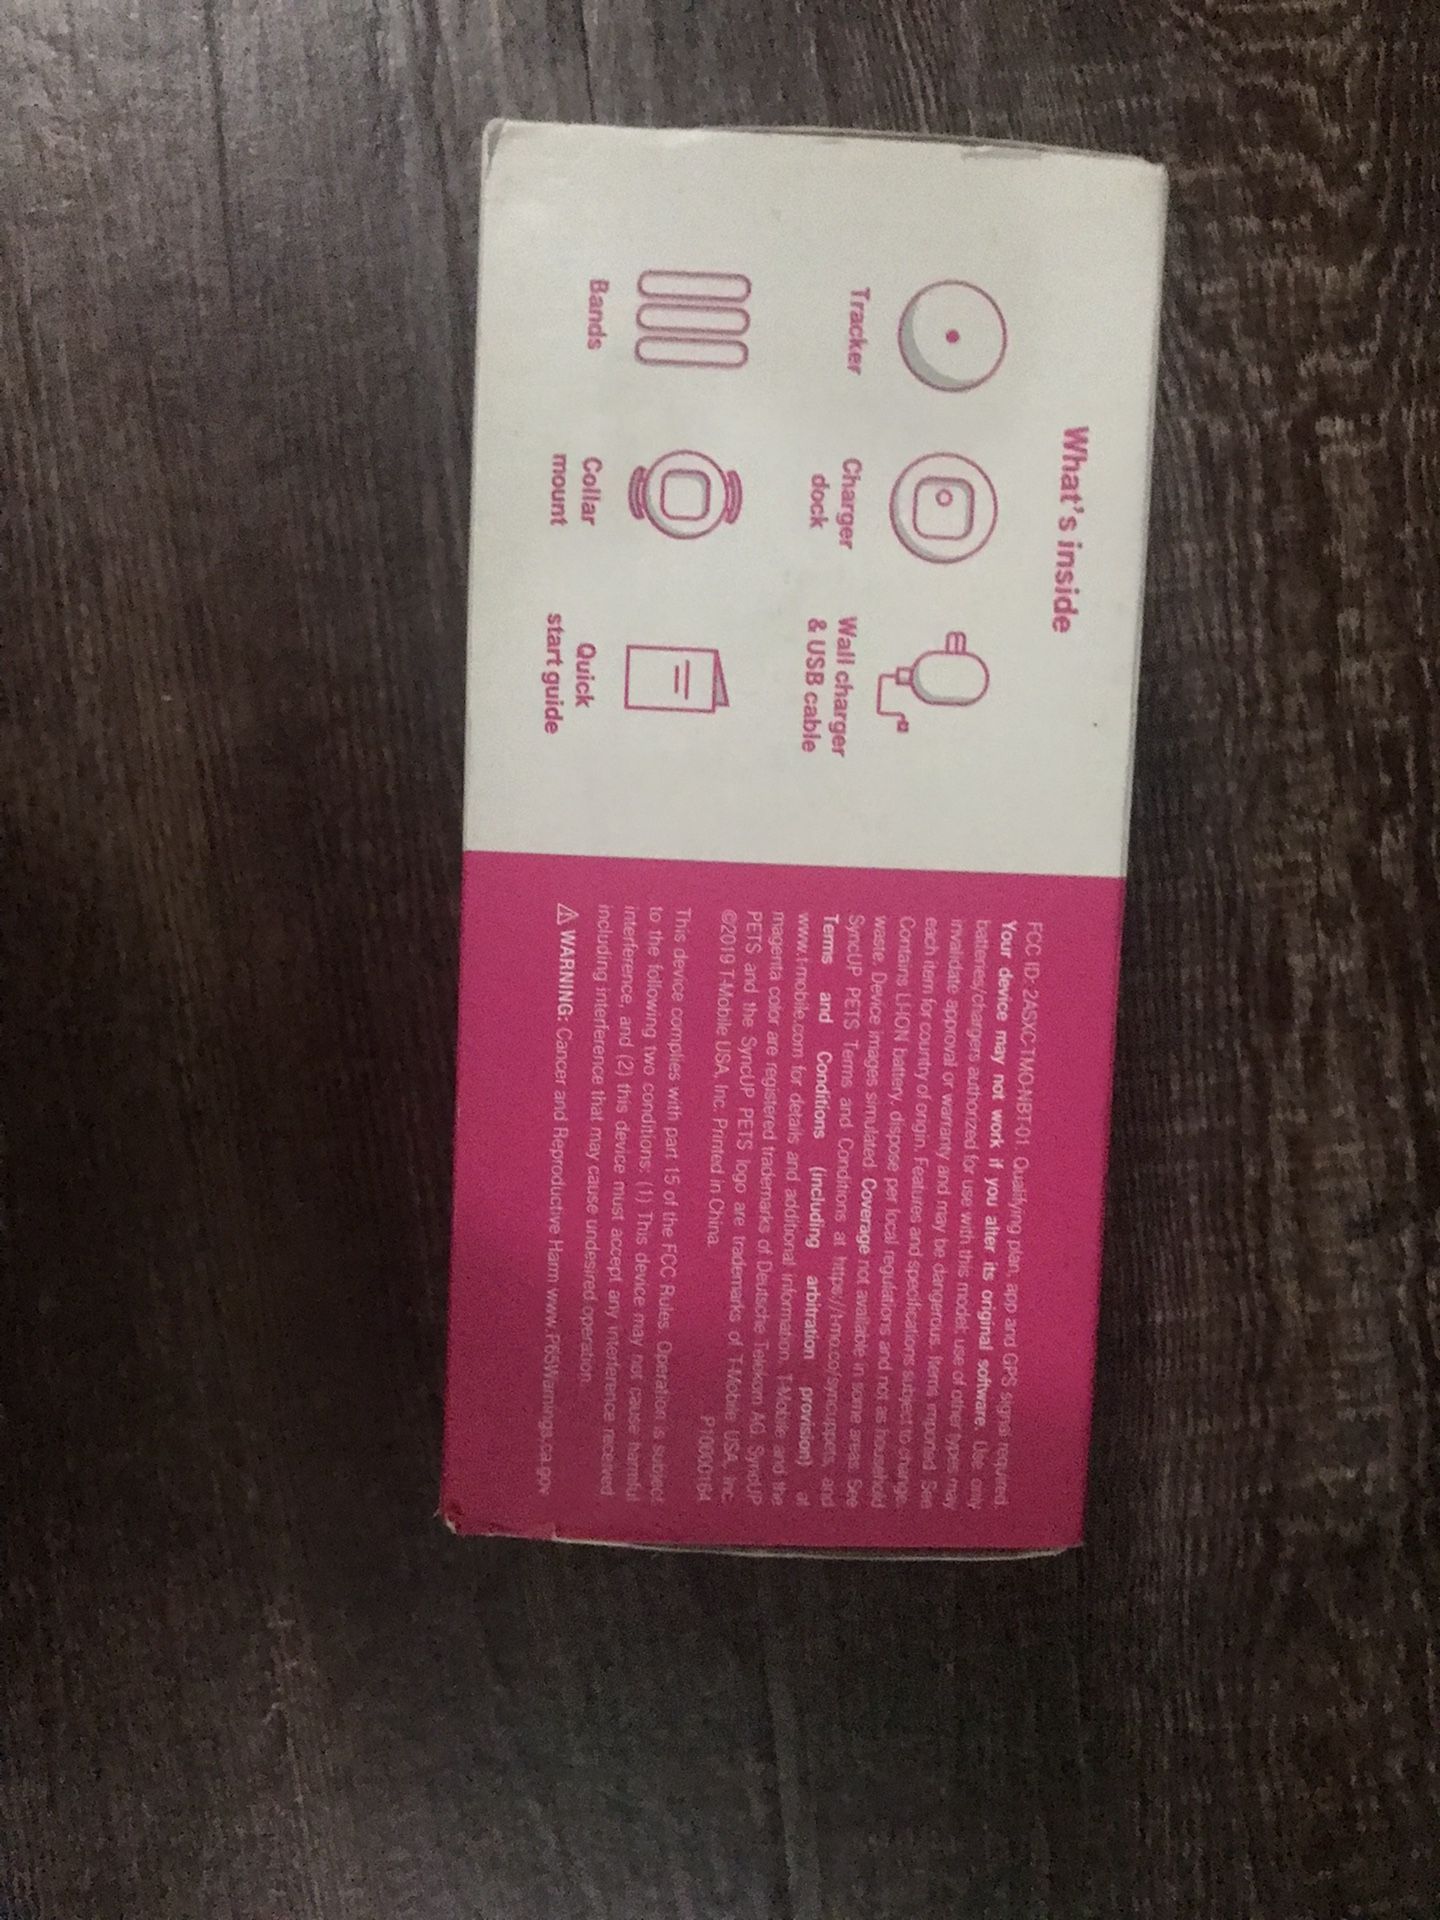 What's inside
Tracker
Charger
dock
Wall charger
& USB cable
Bands
Collar
mount
Quick
start guide
FCC ID: 2ASXC-TMO-NBT-01. Qualifying plan, app and GPS signal required.
Your device may not work if you alter its original software. Use only
batteries/chargers authorized for use with this model; use of other types may
invalidate approval or warranty and may be dangerous. Items imported. See
each item for country of origin. Features and specifications subject to change.
Contains LI-ION battery, dispose per local regulations and not as household
waste. Device images simulated. Coverage not available in some areas. See
SyncUP PETS Terms and Conditions at https://t-mo.co/syncuppets, and
Terms and Conditions (including arbitration provision) at
www.t-mobile.com for details and additional information. T-Mobile and the
magenta color are registered trademarks of Deutsche Telekom AG. SyncUP
PETS and the SyncUP PETS logo are trademarks of T-Mobile USA, Inc.
©2019 T-Mobile USA, Inc. Printed in China. P10000164
This device complies with part 15 of the FCC Rules. Operation is subject
to the following two conditions: (1) This device may not cause harmful
interference, and (2) this device must accept any interference received
including interference that may cause undesired operation.
⚠ WARNING: Cancer and Reproductive Harm www.P65Warnings.ca.gov